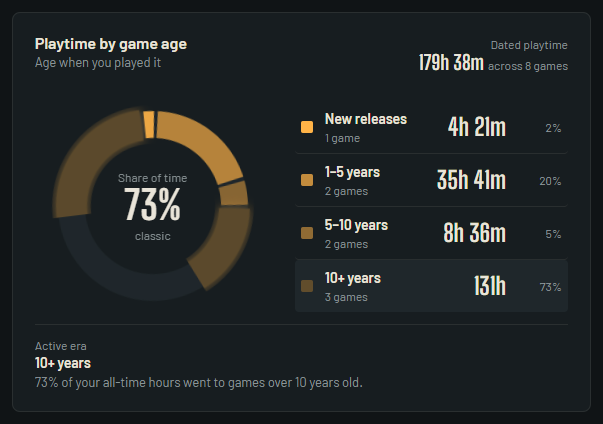 Playtime by game age
Age when you played it
Dated playtime
179h 38m across 8 games
Share of time
73%
classic
New releases
1 game
4h 21m
2%
1–5 years
2 games
35h 41m
20%
5–10 years
2 games
8h 36m
5%
10+ years
3 games
131h
73%
Active era
10+ years
73% of your all-time hours went to games over 10 years old.